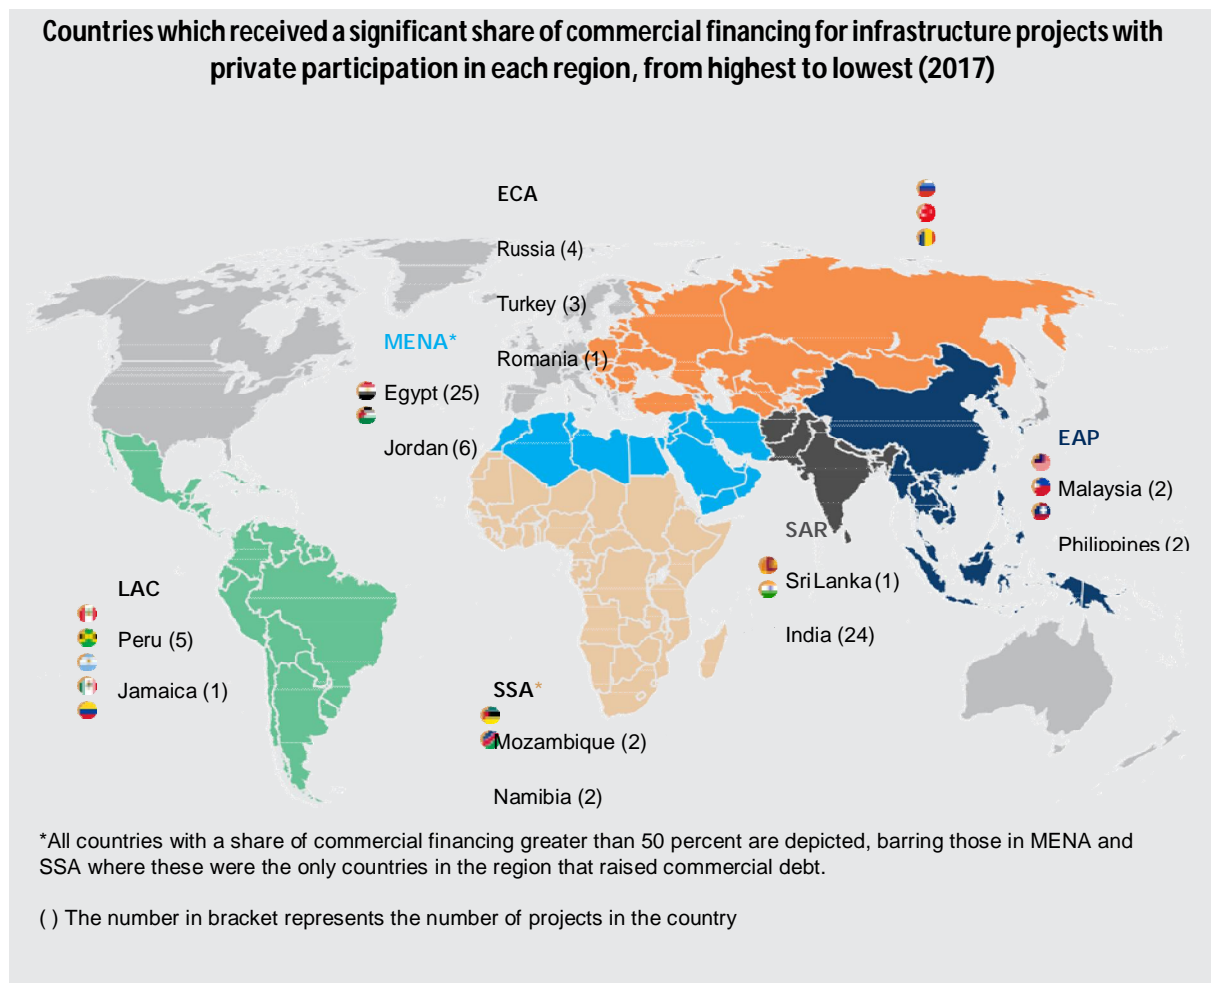 Countries which received a significant share of commercial financing for infrastructure projects with
private participation in each region, from highest to lowest (2017)
ECA
Russia (4)
Turkey (3)
Romania (1)
MENA*
Egypt (25)
Jordan (6)
EAP
Malaysia (2)
Philippines (2)
SAR
Sri Lanka (1)
India (24)
LAC
Peru (5)
Jamaica (1)
SSA*
Mozambique (2)
Namibia (2)
*All countries with a share of commercial financing greater than 50 percent are depicted, barring those in MENA and
SSA where these were the only countries in the region that raised commercial debt.
( ) The number in bracket represents the number of projects in the country